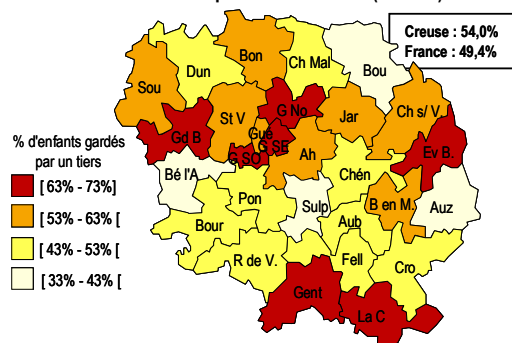 Creuse : 54,0%
France : 49,4%
% d'enfants gardés
par un tiers
[ 63% - 73%]
[ 53% - 63% [
[ 43% - 53% [
[ 33% - 43% [
Bon
Dun
Ch Mal
Bou
Sou
St V
G No
Jar
Ch s/ V.
Gd B
Gué
G SE
G SO
Ah
Ev B.
Bé l'A
Chén
Pon
Sulp
B en M.
Auz
Bour
Aub
R de V.
Fell
Cro
Gent
La C